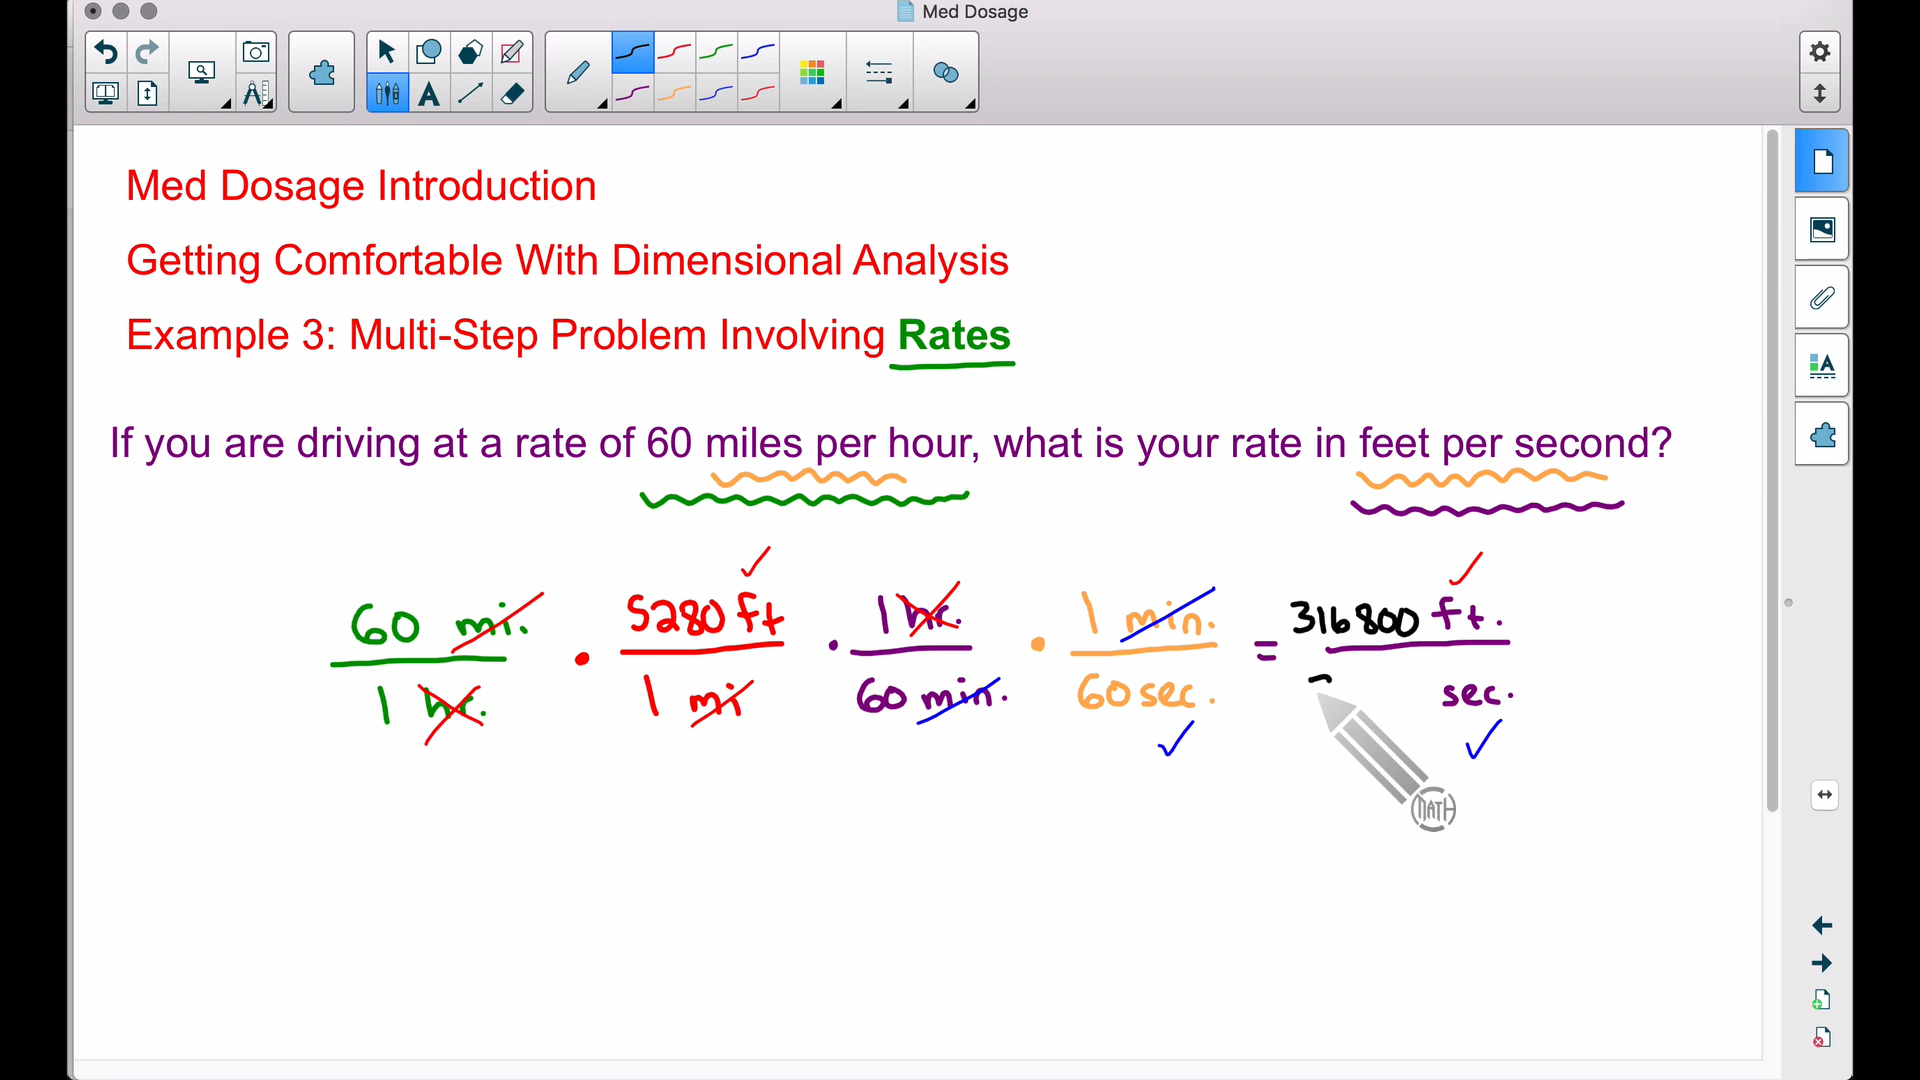 Med Dosage
Med Dosage Introduction
Getting Comfortable With Dimensional Analysis
Example 3: Multi-Step Problem Involving Rates
If you are driving at a rate of 60 miles per hour, what is your rate in feet per second?
60 mi. 5280 ft 1 hr. 1 min. = 316800 ft.
1 hr. 1 mi 60 min. 60 sec. sec.
MATH